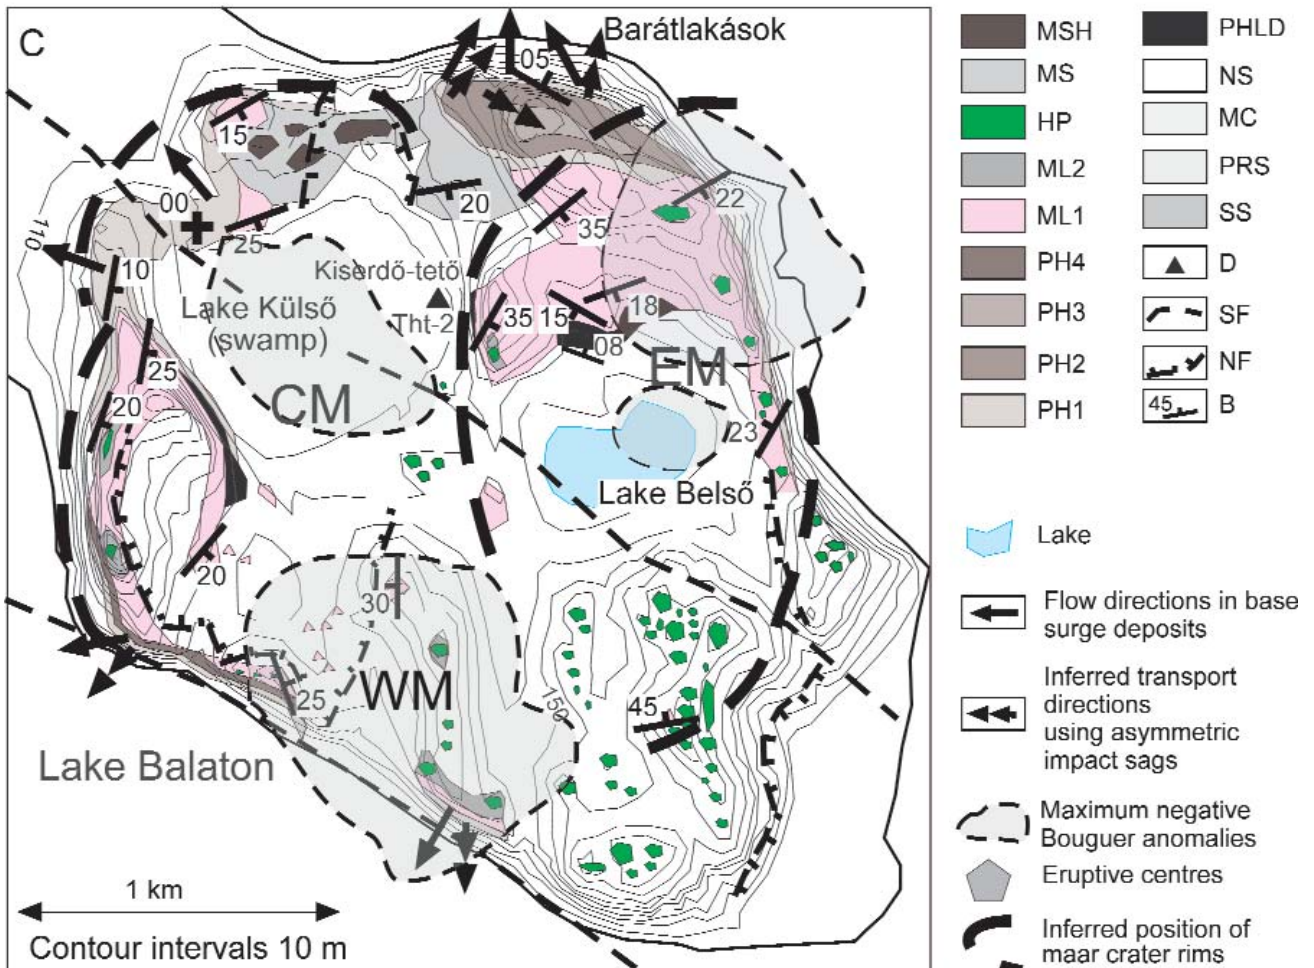 C
Barátlakások
05
15
00
25
20
35
22
110
10
Kiserdő-tető
Lake Külső
(swamp)
Tht-2
CM
35
15
18
08
EM
25
20
23
Lake Belső
20
30
WM
25
150
45
Lake Balaton
1 km
Contour intervals 10 m
MSH
MS
HP
ML2
ML1
PH4
PH3
PH2
PH1
PHLD
NS
MC
PRS
SS
D
SF
NF
45
B
Lake
Flow directions in base
surge deposits
Inferred transport
directions
using asymmetric
impact sags
Maximum negative
Bouguer anomalies
Eruptive centres
Inferred position of
maar crater rims